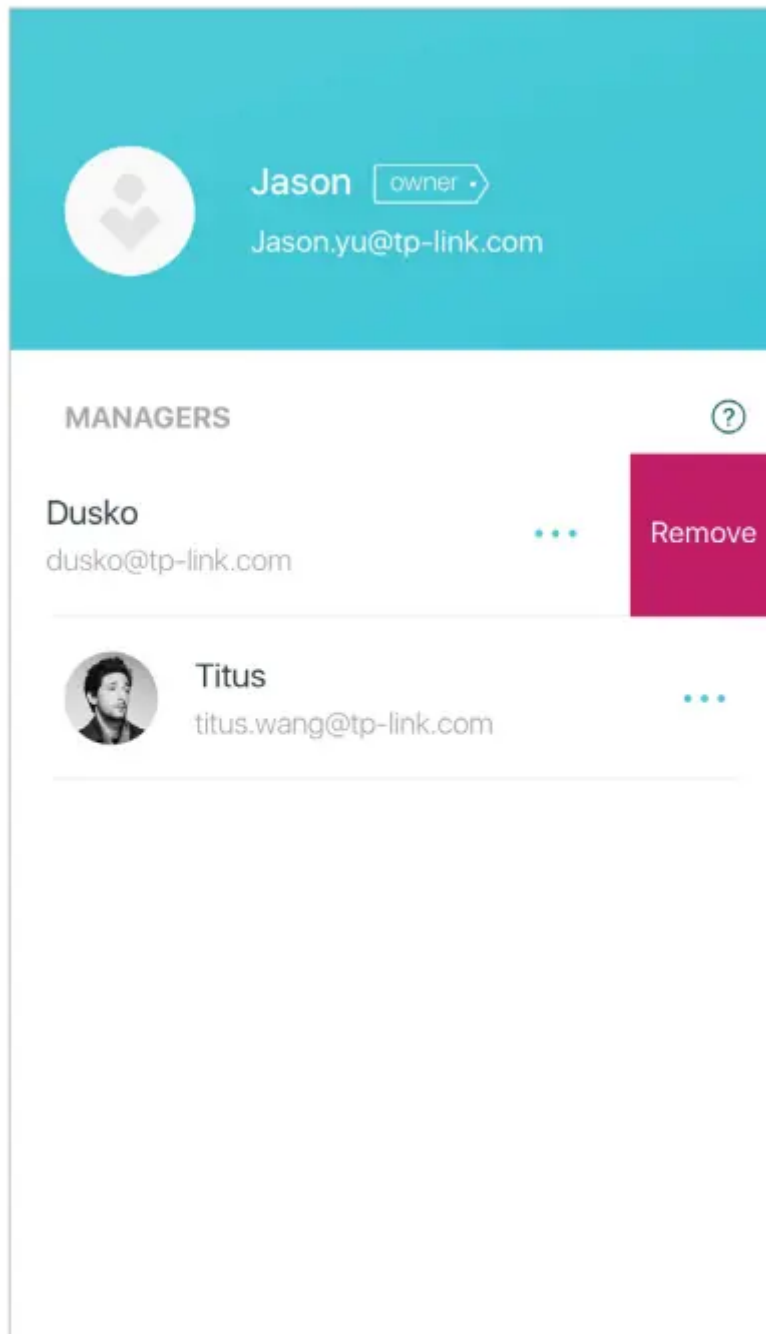 Jason owner
Jason.yu@tp-link.com
MANAGERS ?
Dusko
dusko@tp-link.com
Remove
Titus
titus.wang@tp-link.com